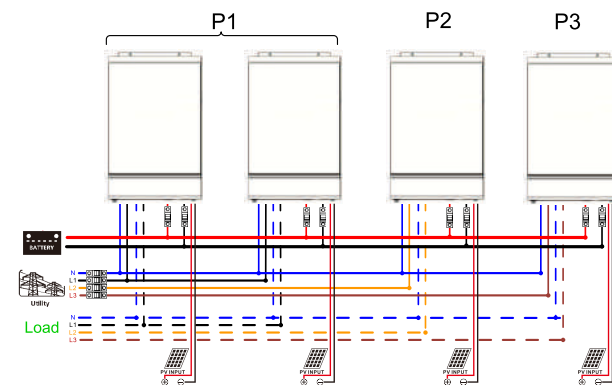 P1 P2 P3
BATTERY
N
L1
L2
L3
Utility
Load
N
L1
L2
L3
PV INPUT PV INPUT PV INPUT PV INPUT